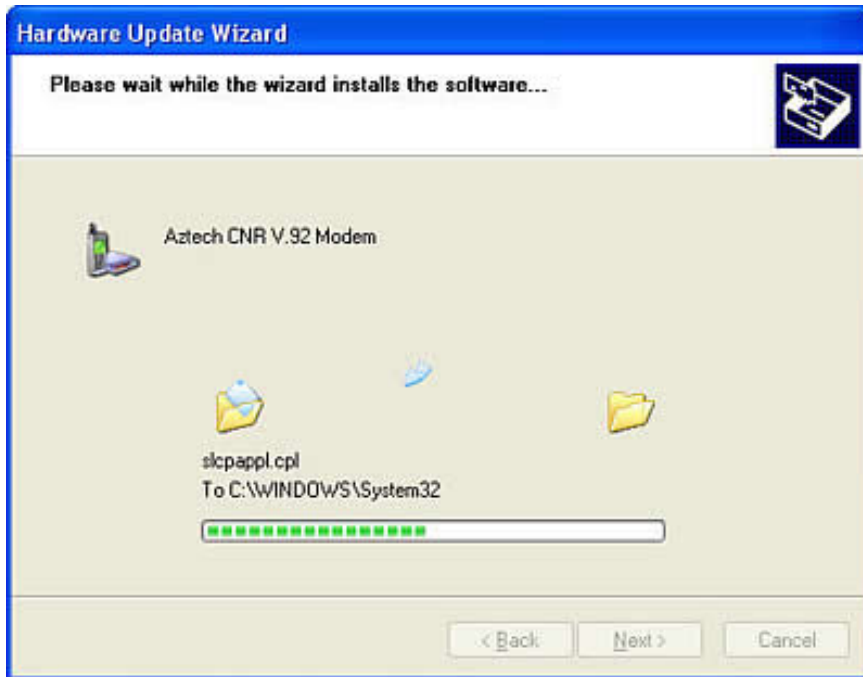 Hardware Update Wizard
Please wait while the wizard installs the software...
Aztech CNR V.92 Modem
slcpappl.cpl
To C:\WINDOWS\System32
< Back
Next >
Cancel